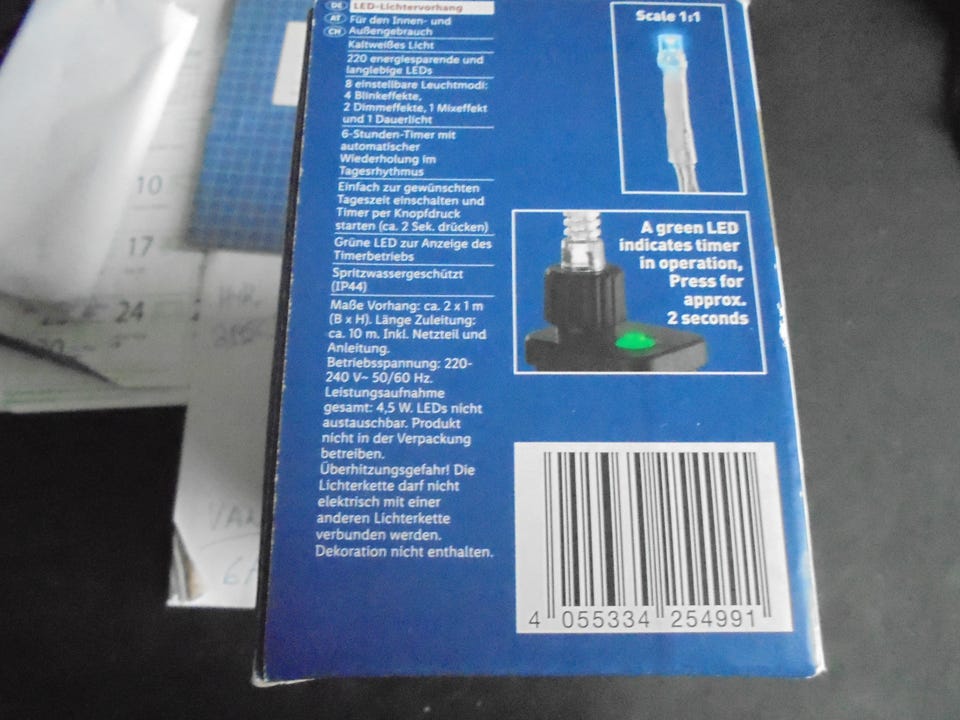 DE LED-Lichtervorhang
AT Für den Innen- und
CH Außengebrauch
Kaltweißes Licht
220 energiesparende und
langlebige LEDs
8 einstellbare Leuchtmodi:
4 Blinkeffekte,
2 Dimmeffekte, 1 Mixeffekt
und 1 Dauerlicht
6-Stunden-Timer mit
automatischer
Wiederholung im
Tagesrhythmus
Einfach zur gewünschten
Tageszeit einschalten und
Timer per Knopfdruck
starten (ca. 2 Sek. drücken)
Grüne LED zur Anzeige des
Timerbetriebs
Spritzwassergeschützt
(IP44)
Maße Vorhang: ca. 2 x 1 m
(B x H). Länge Zuleitung:
ca. 10 m. Inkl. Netzteil und
Anleitung.
Betriebsspannung: 220-
240 V~ 50/60 Hz.
Leistungsaufnahme
gesamt: 4,5 W. LEDs nicht
austauschbar. Produkt
nicht in der Verpackung
betreiben.
Überhitzungsgefahr! Die
Lichterkette darf nicht
elektrisch mit einer
anderen Lichterkette
verbunden werden.
Dekoration nicht enthalten.
Scale 1:1
A green LED
indicates timer
in operation,
Press for
approx.
2 seconds
4 055334 254991
10
17
24